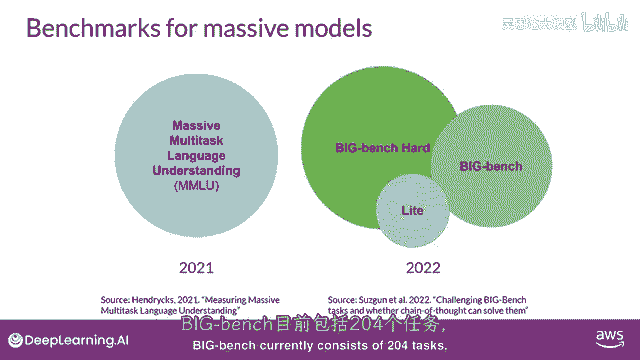 Benchmarks for massive models
Massive
Multitask
Language
Understanding
(MMLU)
BIG-bench Hard
BIG-bench
Lite
2021
2022
Source: Hendrycks, 2021. "Measuring Massive
Multitask Language Understanding"
Source: Suzgun et al. 2022. "Challenging BIG-Bench
tasks and whether chain-of-thought can solve them"
BIG-bench目前包括204个任务,
BIG-bench currently consists of 204 tasks.
DeepLearning.AI
aws